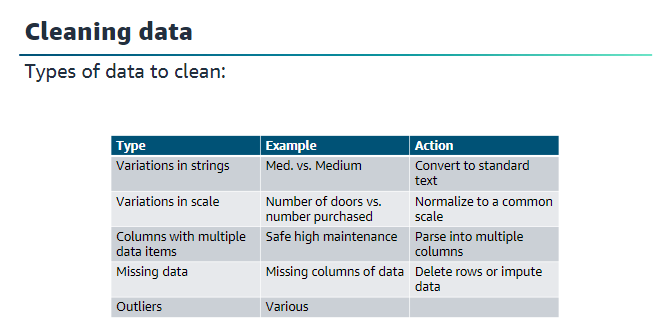 Cleaning data
Types of data to clean:
Type Example Action
Variations in strings Med. vs. Medium Convert to standard
text
Variations in scale Number of doors vs. Normalize to a common
number purchased scale
Columns with multiple Safe high maintenance Parse into multiple
data items columns
Missing data Missing columns of data Delete rows or impute
data
Outliers Various